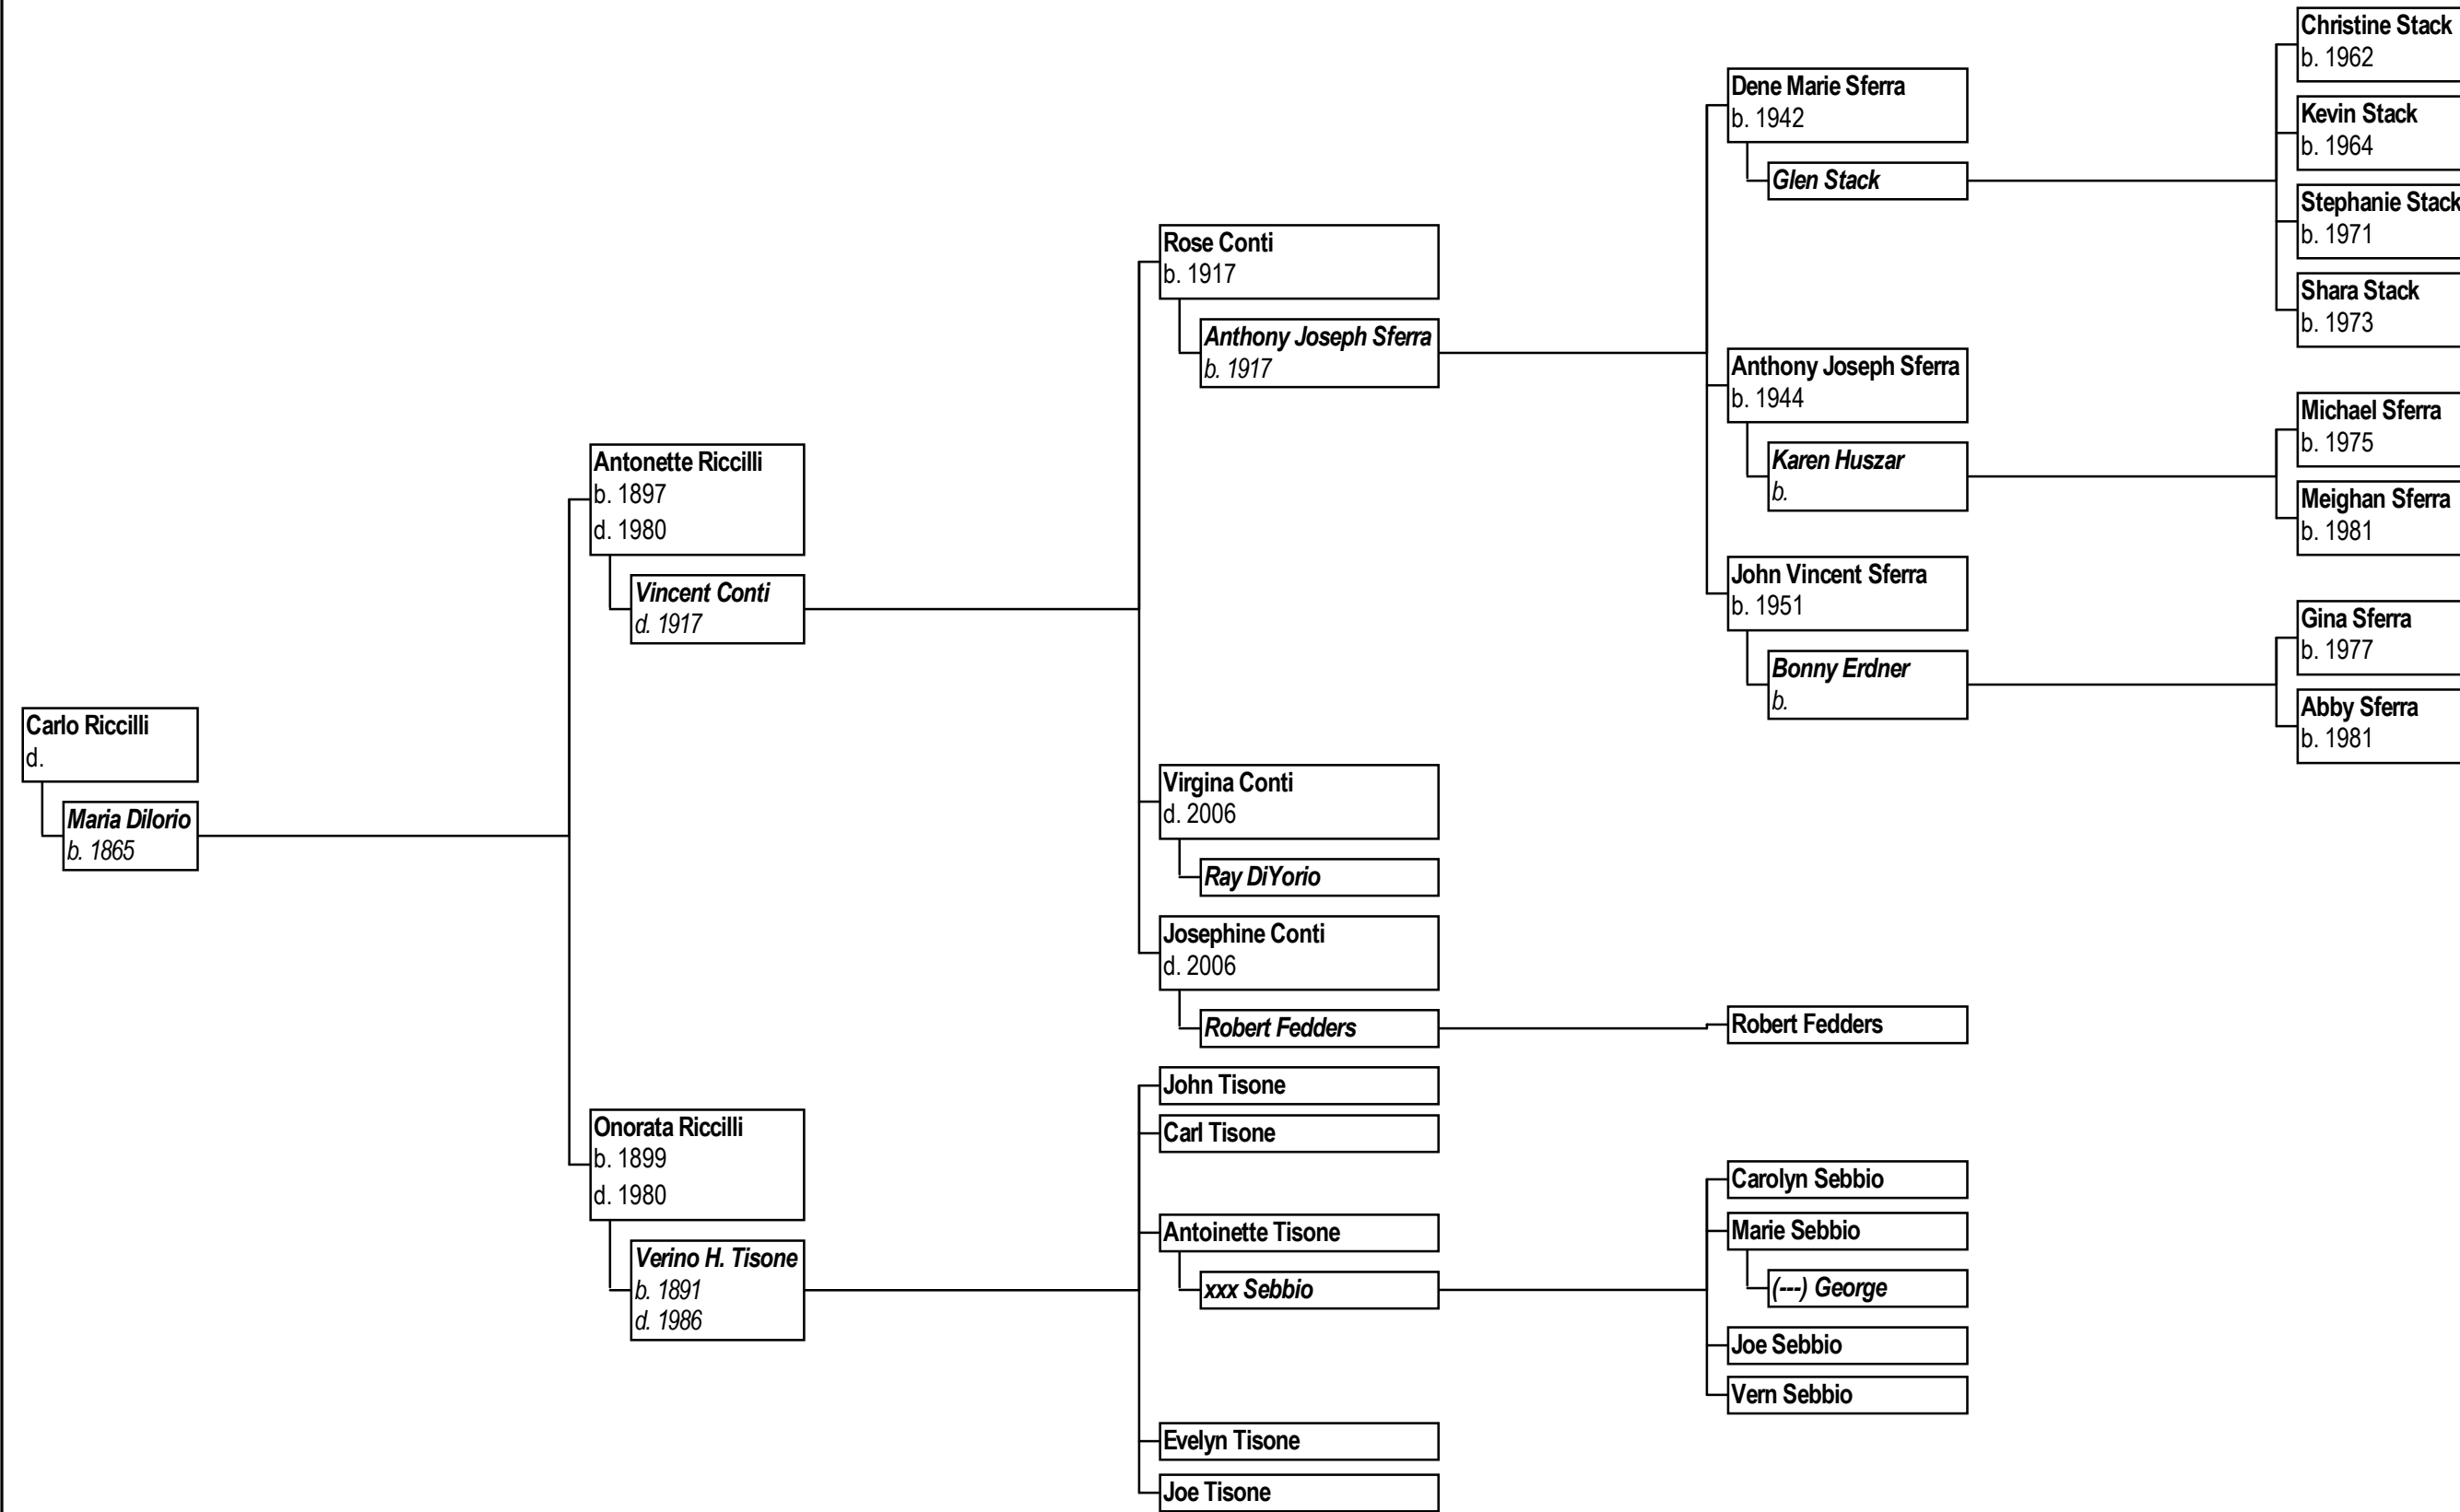 Carlo Riccilli
d.
Maria DiIorio
b. 1865
Antonette Riccilli
b. 1897
d. 1980
Vincent Conti
d. 1917
Onorata Riccilli
b. 1899
d. 1980
Verino H. Tisone
b. 1891
d. 1986
Rose Conti
b. 1917
Anthony Joseph Sferra
b. 1917
Virgina Conti
d. 2006
Ray DiYorio
Josephine Conti
d. 2006
Robert Fedders
John Tisone
Carl Tisone
Antoinette Tisone
xxx Sebbio
Evelyn Tisone
Joe Tisone
Dene Marie Sferra
b. 1942
Glen Stack
Anthony Joseph Sferra
b. 1944
Karen Huszar
b.
John Vincent Sferra
b. 1951
Bonny Erdner
b.
Robert Fedders
Carolyn Sebbio
Marie Sebbio
(---) George
Joe Sebbio
Vern Sebbio
Christine Stack
b. 1962
Kevin Stack
b. 1964
Stephanie Stack
b. 1971
Shara Stack
b. 1973
Michael Sferra
b. 1975
Meighan Sferra
b. 1981
Gina Sferra
b. 1977
Abby Sferra
b. 1981